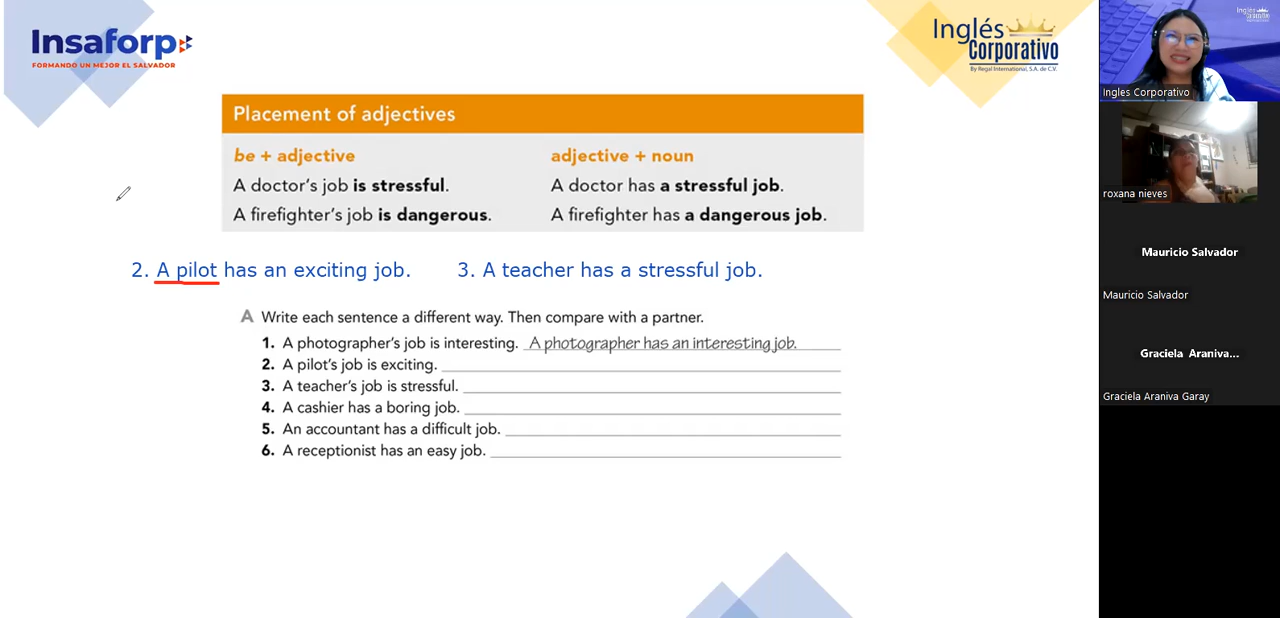 Insaforp
FORMANDO UN MEJOR EL SALVADOR
Inglés
Corporativo
By Regal International, S.A. de C.V.
Placement of adjectives
be + adjective
adjective + noun
A doctor's job is stressful.
A doctor has a stressful job.
A firefighter's job is dangerous.
A firefighter has a dangerous job.
2. A pilot has an exciting job.
3. A teacher has a stressful job.
A Write each sentence a different way. Then compare with a partner.
1. A photographer's job is interesting. A photographer has an interesting job.
2. A pilot's job is exciting.
3. A teacher's job is stressful.
4. A cashier has a boring job.
5. An accountant has a difficult job.
6. A receptionist has an easy job.
Inglés
Ingles Corporativo
roxana nieves
Mauricio Salvador
Mauricio Salvador
Graciela Araniva...
Graciela Araniva Garay